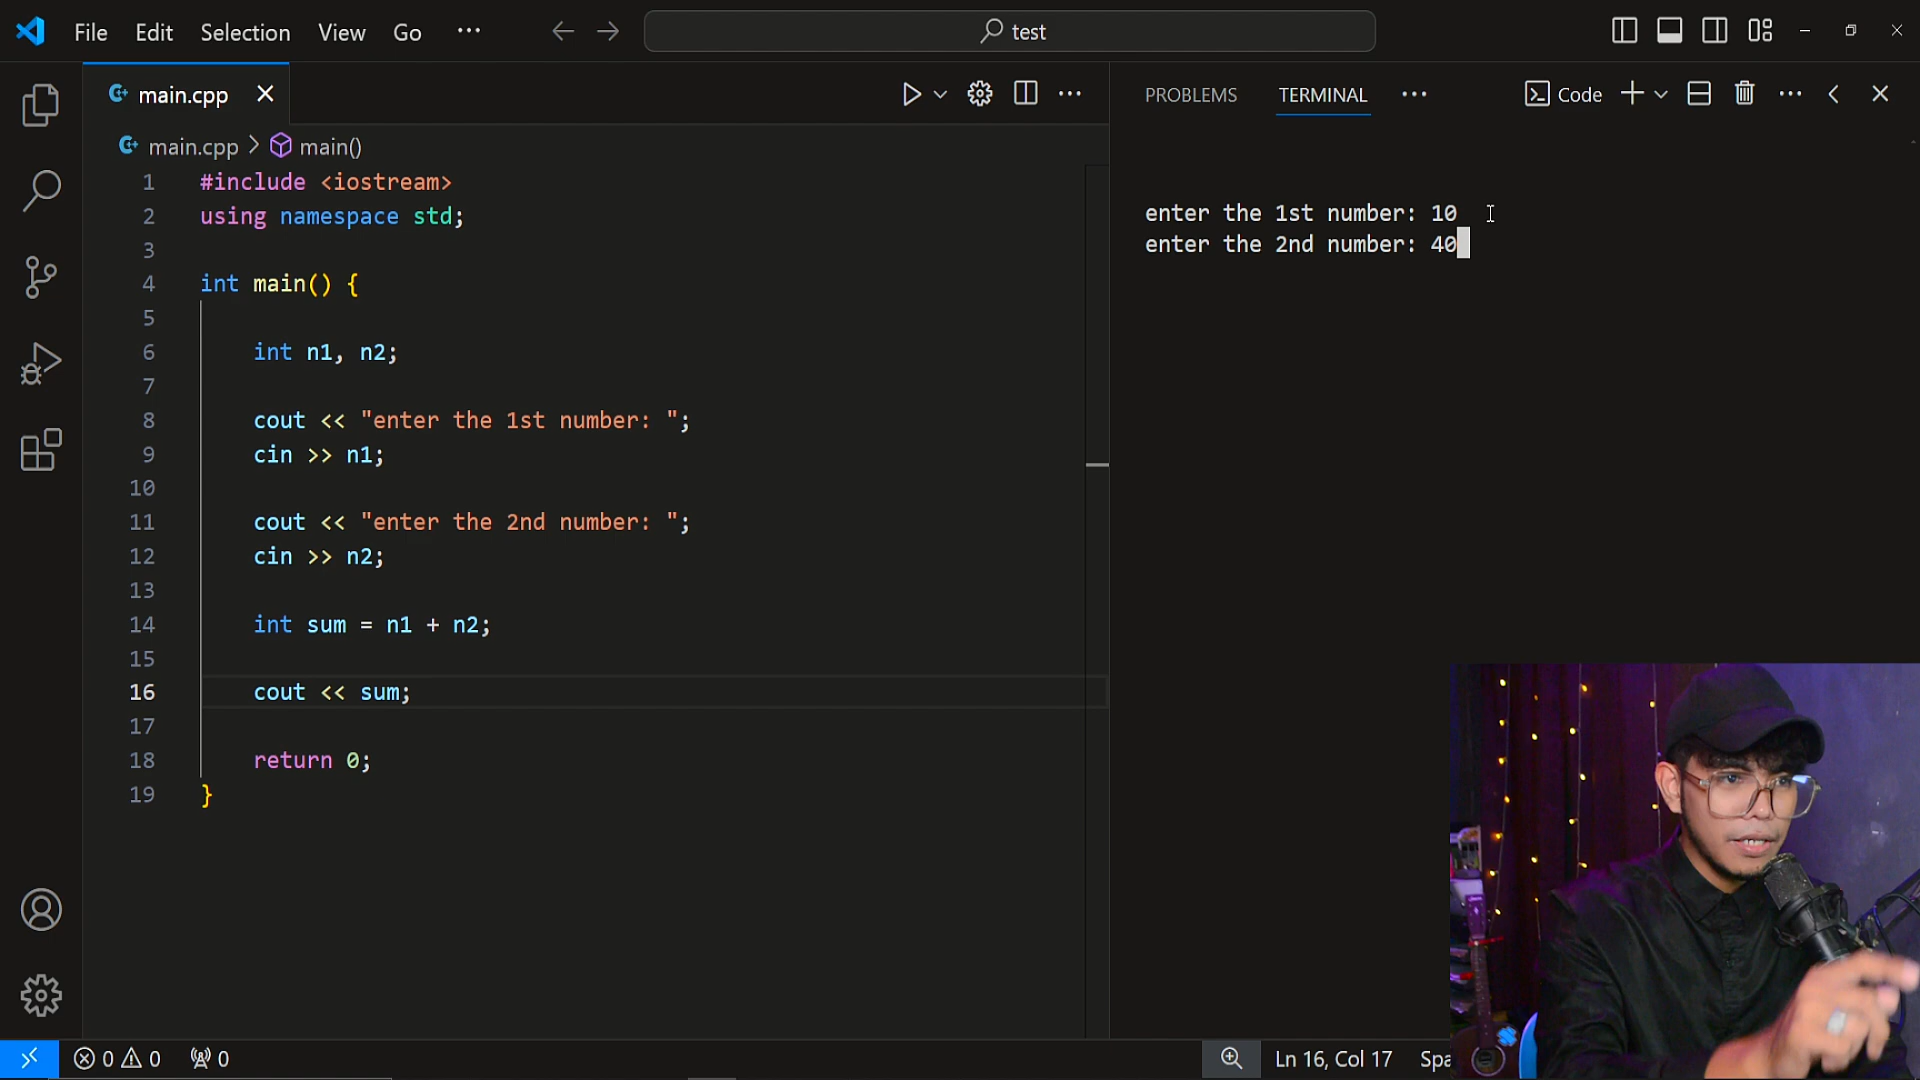 File Edit Selection View Go ··· test
main.cpp
PROBLEMS TERMINAL ··· Code
main.cpp > main()
1 #include <iostream>
2 using namespace std;
3
4 int main() {
5
6 int n1, n2;
7
8 cout << "enter the 1st number: ";
9 cin >> n1;
10
11 cout << "enter the 2nd number: ";
12 cin >> n2;
13
14 int sum = n1 + n2;
15
16 cout << sum;
17
18 return 0;
19 }
enter the 1st number: 10
enter the 2nd number: 40
0 0 0 Ln 16, Col 17 Spa